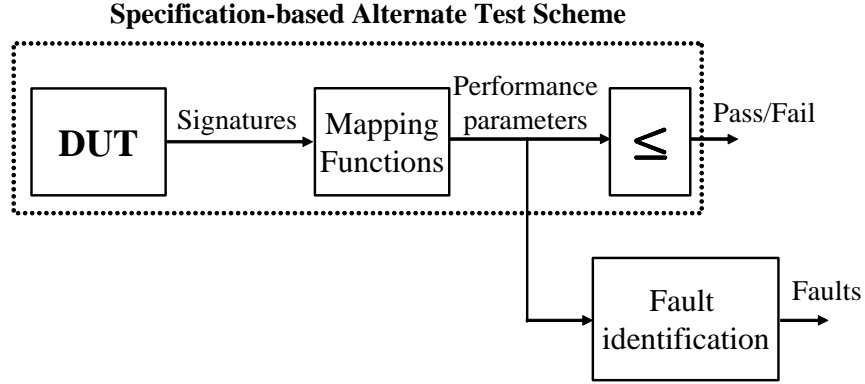 Specification-based Alternate Test Scheme
DUT
Signatures
Mapping
Functions
Performance
parameters
≤
Pass/Fail
Fault
identification
Faults